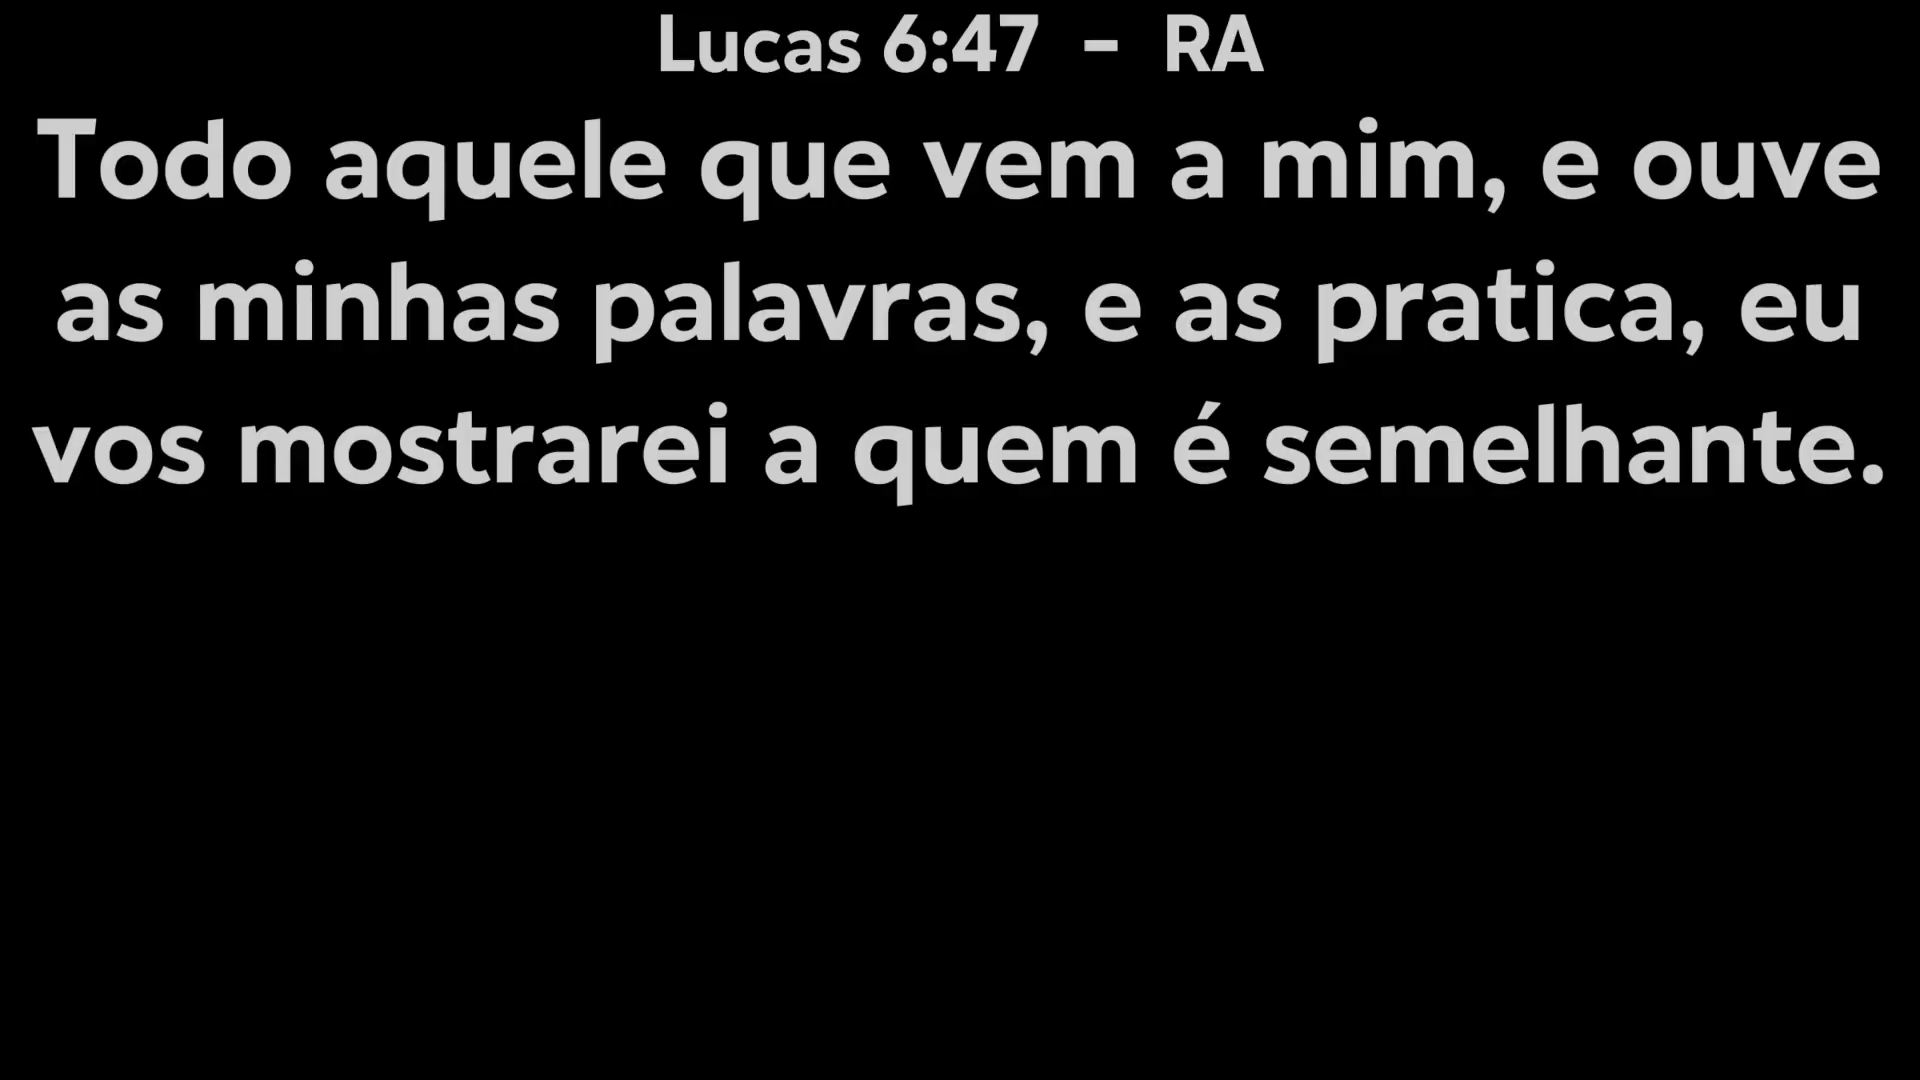 Lucas 6:47 - RA
Todo aquele que vem a mim, e ouve
as minhas palavras, e as pratica, eu
vos mostrarei a quem é semelhante.